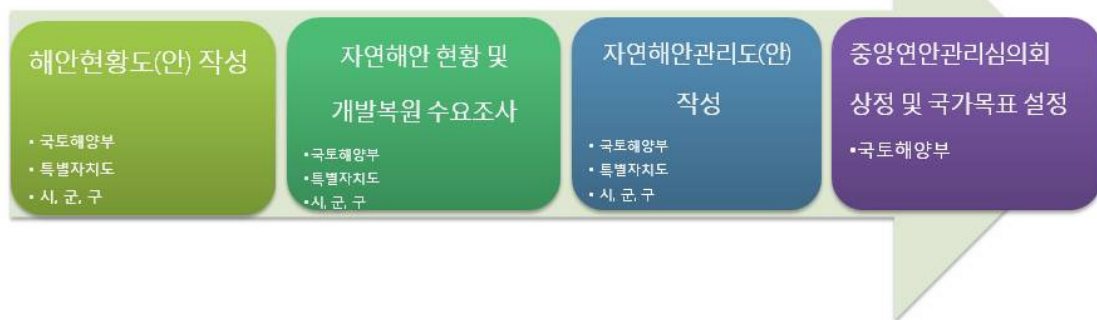 해안현황도(안) 작성
• 국토해양부
• 특별자치도
• 시, 군, 구
자연해안 현황 및
개발복원 수요조사
•국토해양부
•특별자치도
•시, 군, 구
자연해안관리도(안)
작성
• 국토해양부
• 특별자치도
• 시, 군, 구
중앙연안관리심의회
상정 및 국가목표 설정
•국토해양부